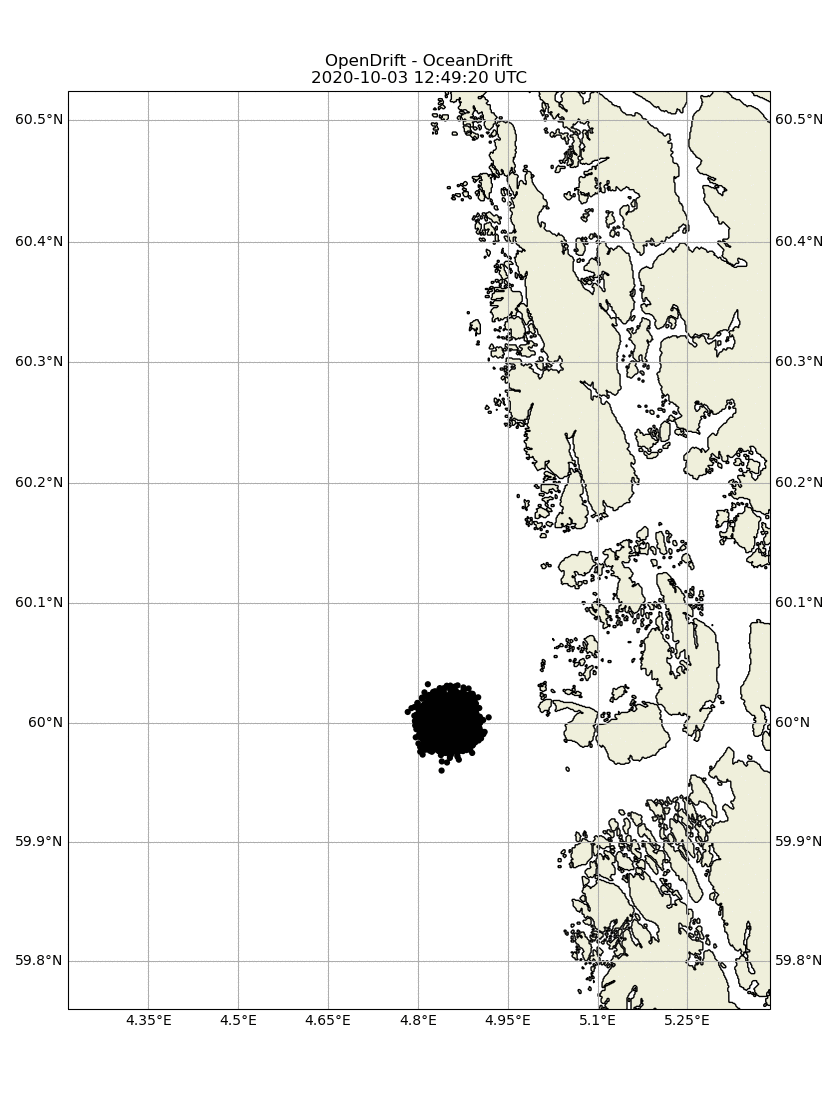 OpenDrift - OceanDrift
2020-10-03 12:49:20 UTC
60.5°N 60.5°N
60.4°N 60.4°N
60.3°N 60.3°N
60.2°N 60.2°N
60.1°N 60.1°N
60°N 60°N
59.9°N 59.9°N
59.8°N 59.8°N
4.35°E 4.5°E 4.65°E 4.8°E 4.95°E 5.1°E 5.25°E